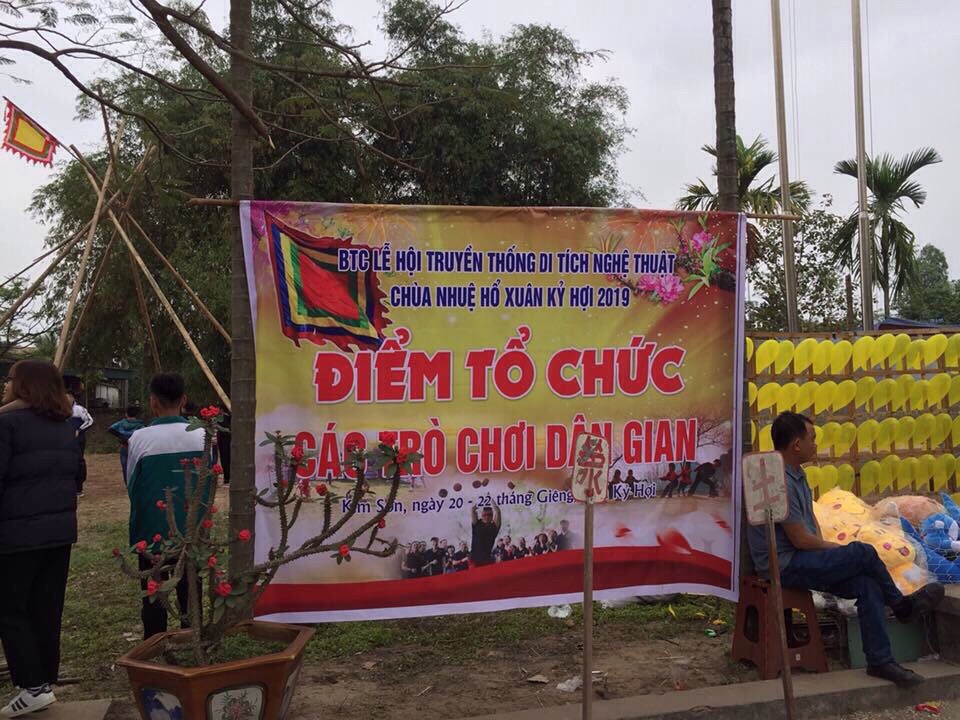 BTC LỄ HỘI TRUYỀN THỐNG DI TÍCH NGHỆ THUẬT
CHÙA NHUỆ HỔ XUÂN KỶ HỢI 2019
ĐIỂM TỔ CHỨC
CÁC TRÒ CHƠI DÂN GIAN
Kim Sơn, ngày 20 - 22 tháng Giêng Kỷ Hợi
士